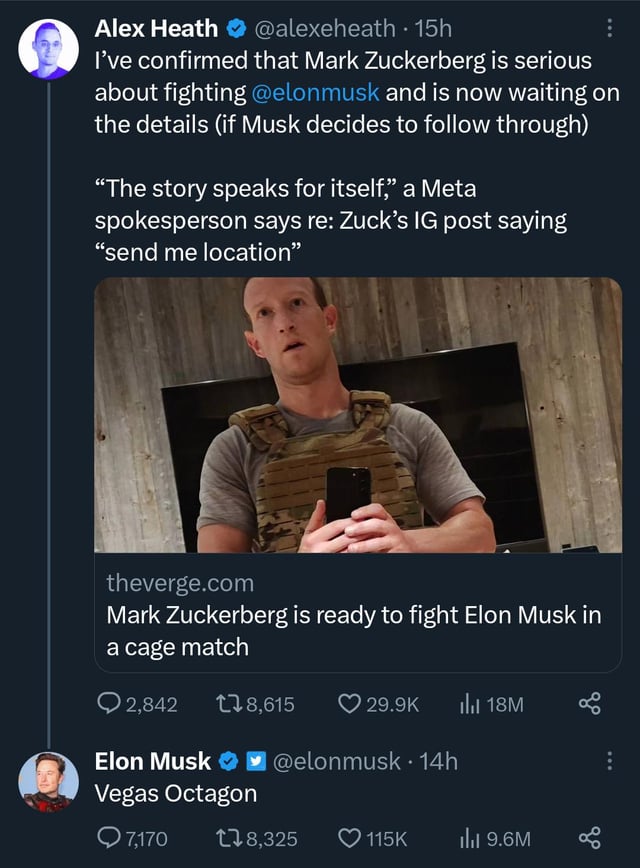 Alex Heath @alexeheath · 15h
I’ve confirmed that Mark Zuckerberg is serious
about fighting @elonmusk and is now waiting on
the details (if Musk decides to follow through)
“The story speaks for itself,” a Meta
spokesperson says re: Zuck’s IG post saying
“send me location”
theverge.com
Mark Zuckerberg is ready to fight Elon Musk in
a cage match
2,842 8,615 29.9K 18M
Elon Musk @elonmusk · 14h
Vegas Octagon
7,170 8,325 115K 9.6M